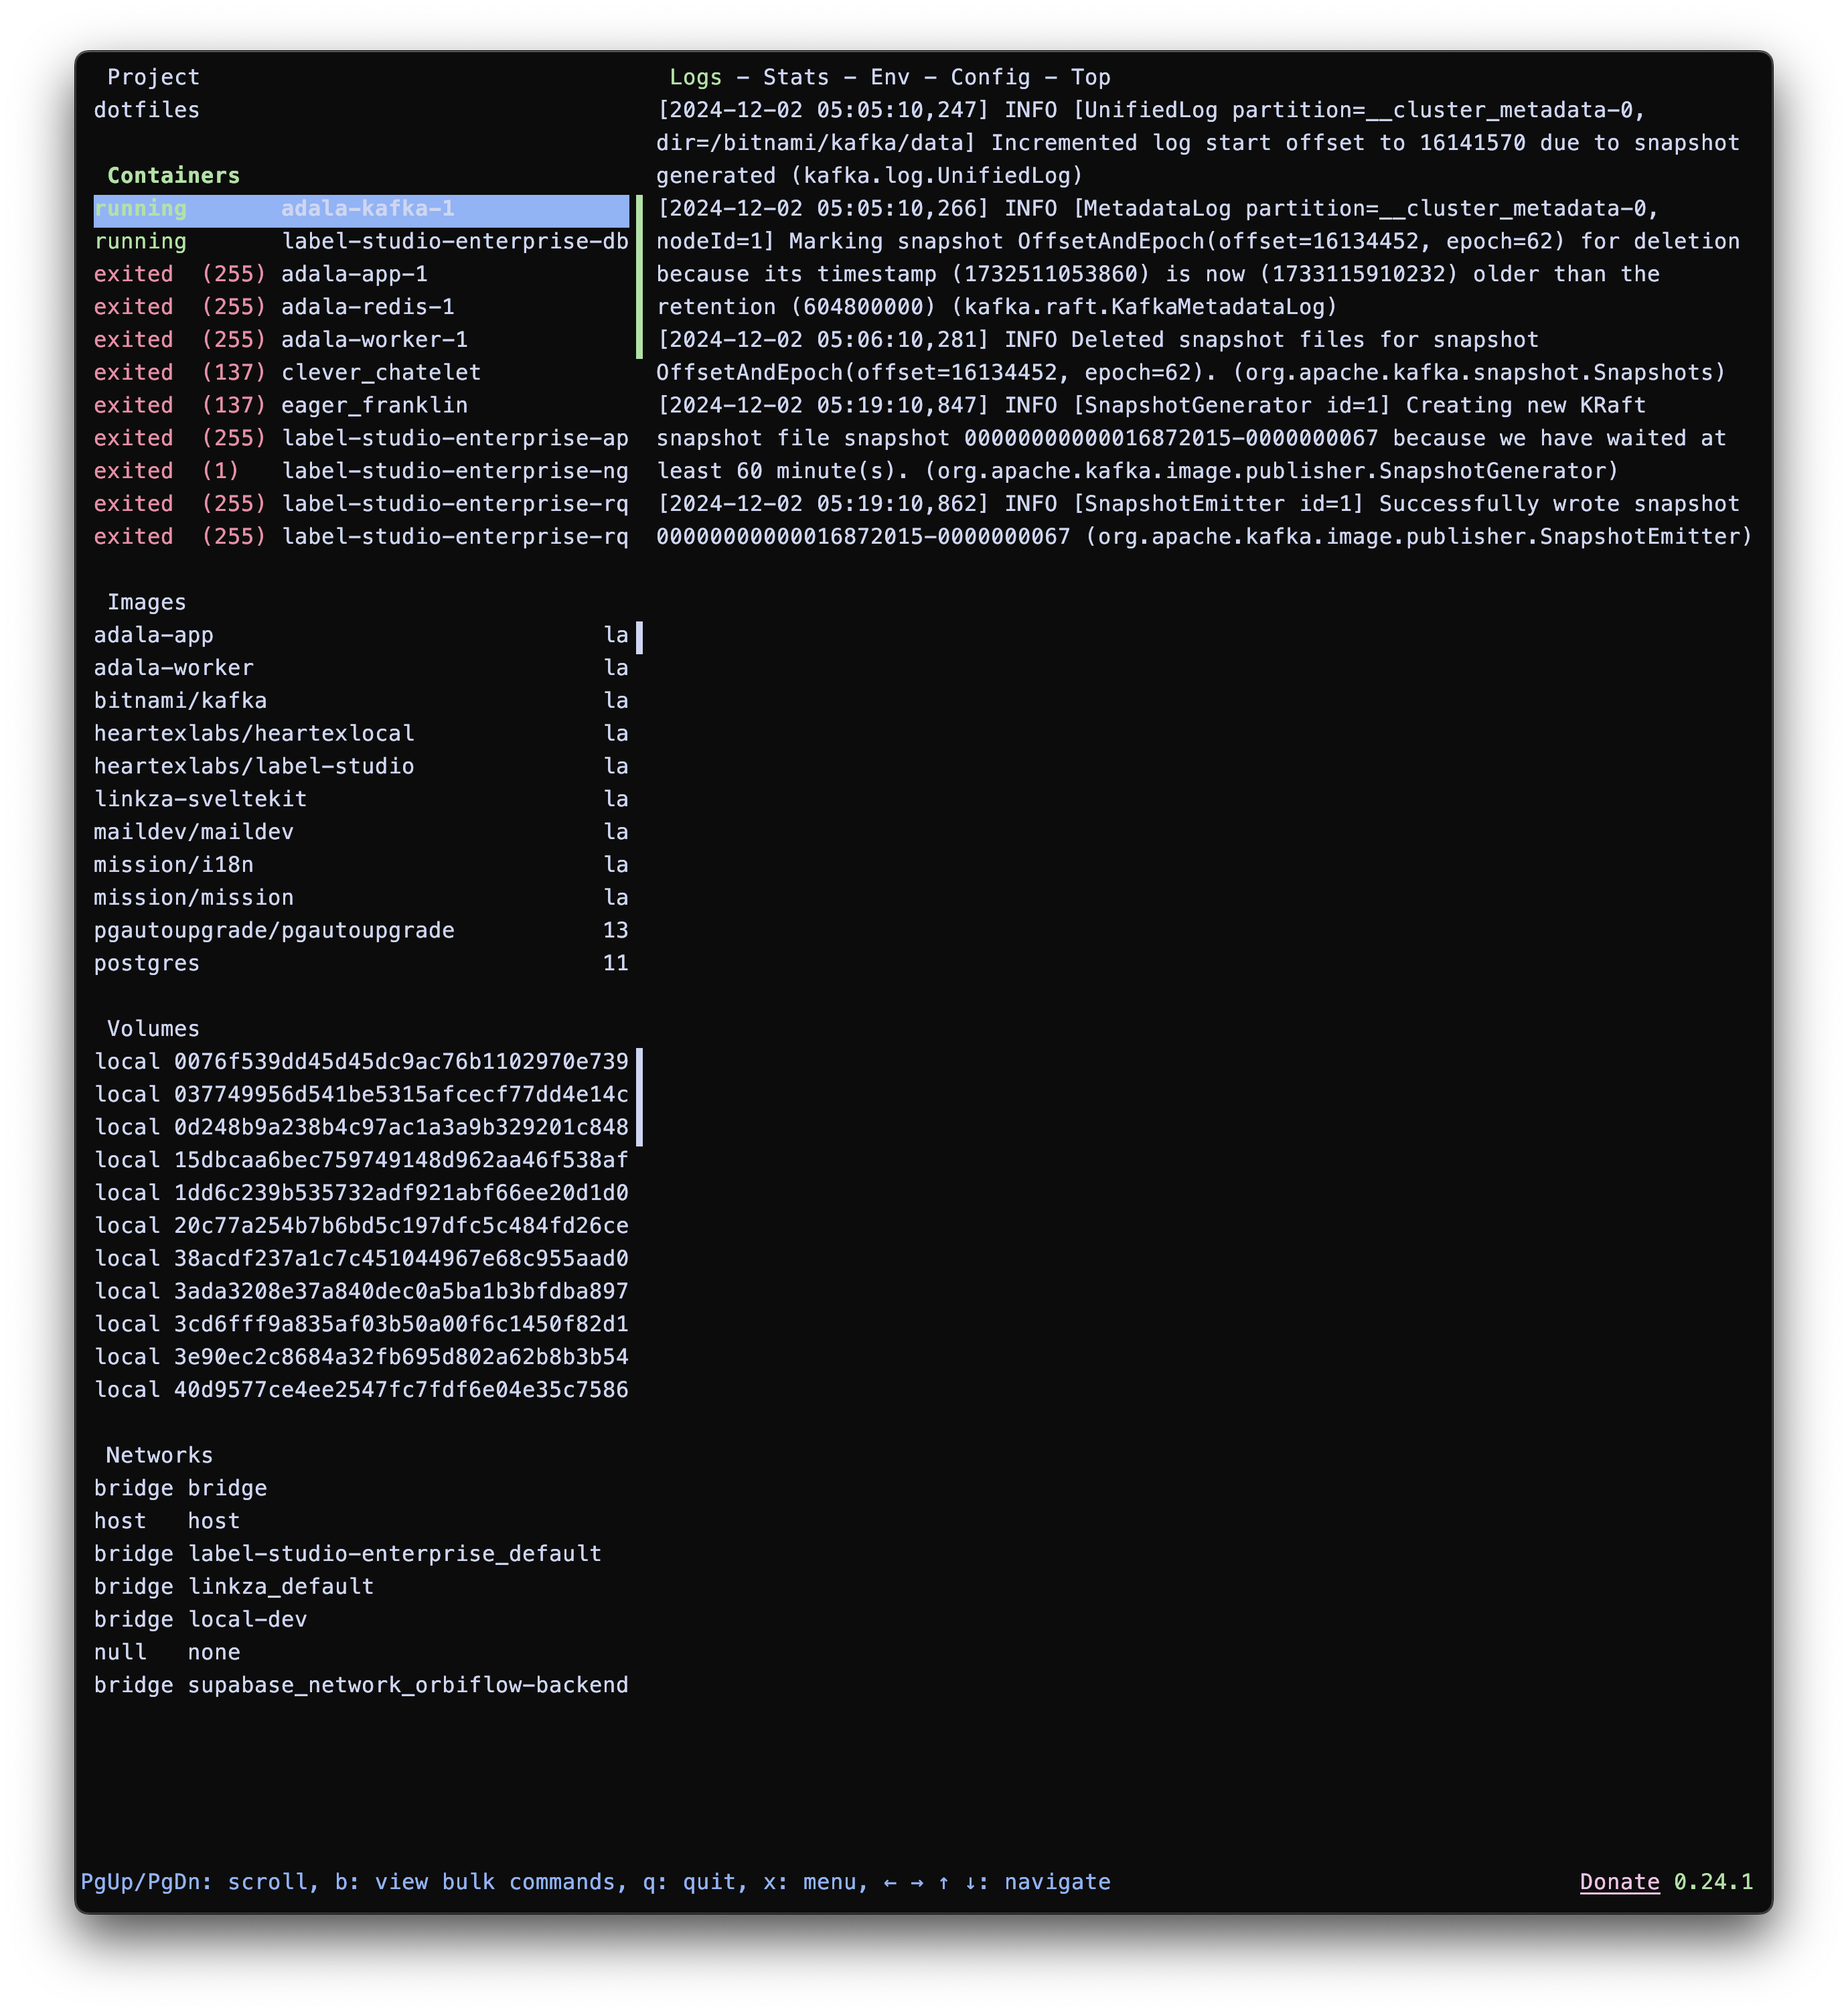 Project
dotfiles
Containers
running adala-kafka-1
running label-studio-enterprise-db
exited (255) adala-app-1
exited (255) adala-redis-1
exited (255) adala-worker-1
exited (137) clever_chatelet
exited (137) eager_franklin
exited (255) label-studio-enterprise-ap
exited (1) label-studio-enterprise-ng
exited (255) label-studio-enterprise-rq
exited (255) label-studio-enterprise-rq
Images
adala-app la
adala-worker la
bitnami/kafka la
heartexlabs/heartexlocal la
heartexlabs/label-studio la
linkza-sveltekit la
maildev/maildev la
mission/i18n la
mission/mission la
pgautoupgrade/pgautoupgrade 13
postgres 11
Volumes
local 0076f539dd45d45dc9ac76b1102970e739
local 037749956d541be5315afcecf77dd4e14c
local 0d248b9a238b4c97ac1a3a9b329201c848
local 15dbcaa6bec759749148d962aa46f538af
local 1dd6c239b535732adf921abf66ee20d1d0
local 20c77a254b7b6bd5c197dfc5c484fd26ce
local 38acdf237a1c7c451044967e68c955aad0
local 3ada3208e37a840dec0a5ba1b3bfdba897
local 3cd6fff9a835af03b50a00f6c1450f82d1
local 3e90ec2c8684a32fb695d802a62b8b3b54
local 40d9577ce4ee2547fc7fdf6e04e35c7586
Networks
bridge bridge
host host
bridge label-studio-enterprise_default
bridge linkza_default
bridge local-dev
null none
bridge supabase_network_orbiflow-backend
Logs - Stats - Env - Config - Top
[2024-12-02 05:05:10,247] INFO [UnifiedLog partition=__cluster_metadata-0,
dir=/bitnami/kafka/data] Incremented log start offset to 16141570 due to snapshot
generated (kafka.log.UnifiedLog)
[2024-12-02 05:05:10,266] INFO [MetadataLog partition=__cluster_metadata-0,
nodeId=1] Marking snapshot OffsetAndEpoch(offset=16134452, epoch=62) for deletion
because its timestamp (1732511053860) is now (1733115910232) older than the
retention (604800000) (kafka.raft.KafkaMetadataLog)
[2024-12-02 05:06:10,281] INFO Deleted snapshot files for snapshot
OffsetAndEpoch(offset=16134452, epoch=62). (org.apache.kafka.snapshot.Snapshots)
[2024-12-02 05:19:10,847] INFO [SnapshotGenerator id=1] Creating new KRaft
snapshot file snapshot 00000000000016872015-0000000067 because we have waited at
least 60 minute(s). (org.apache.kafka.image.publisher.SnapshotGenerator)
[2024-12-02 05:19:10,862] INFO [SnapshotEmitter id=1] Successfully wrote snapshot
00000000000016872015-0000000067 (org.apache.kafka.image.publisher.SnapshotEmitter)
PgUp/PgDn: scroll, b: view bulk commands, q: quit, x: menu, ← → ↑ ↓: navigate
Donate 0.24.1